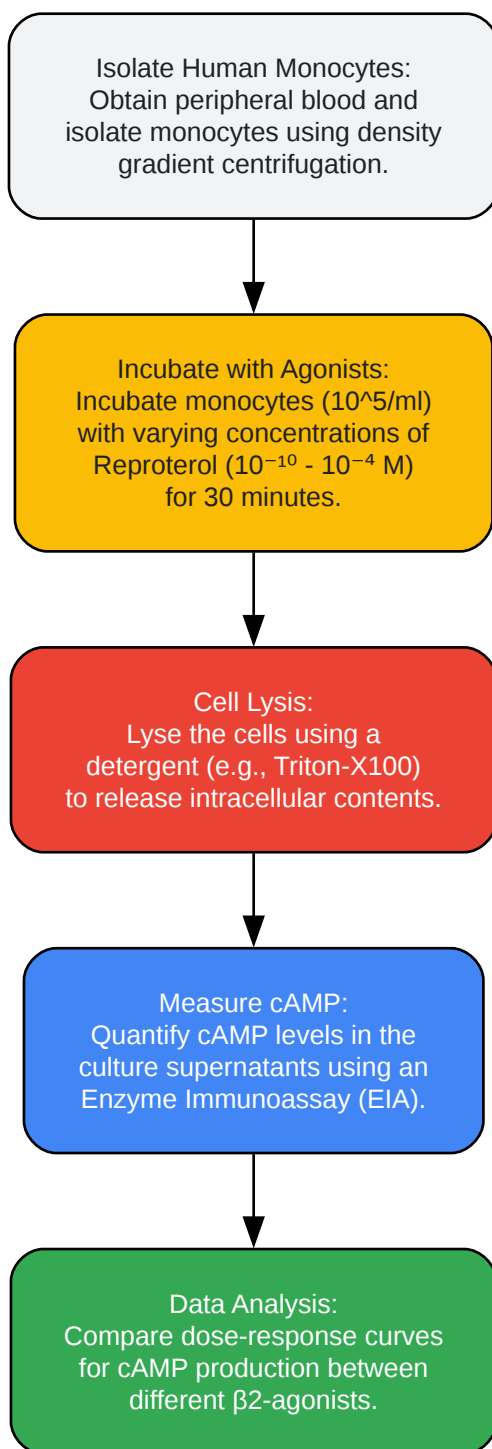 Isolate Human Monocytes:
Obtain peripheral blood and
isolate monocytes using density
gradient centrifugation.
Incubate with Agonists:
Incubate monocytes (10^5/ml)
with varying concentrations of
Reproterol (10⁻¹⁰ - 10⁻⁴ M)
for 30 minutes.
Cell Lysis:
Lyse the cells using a
detergent (e.g., Triton-X100)
to release intracellular contents.
Measure cAMP:
Quantify cAMP levels in the
culture supernatants using an
Enzyme Immunoassay (EIA).
Data Analysis:
Compare dose-response curves
for cAMP production between
different β2-agonists.